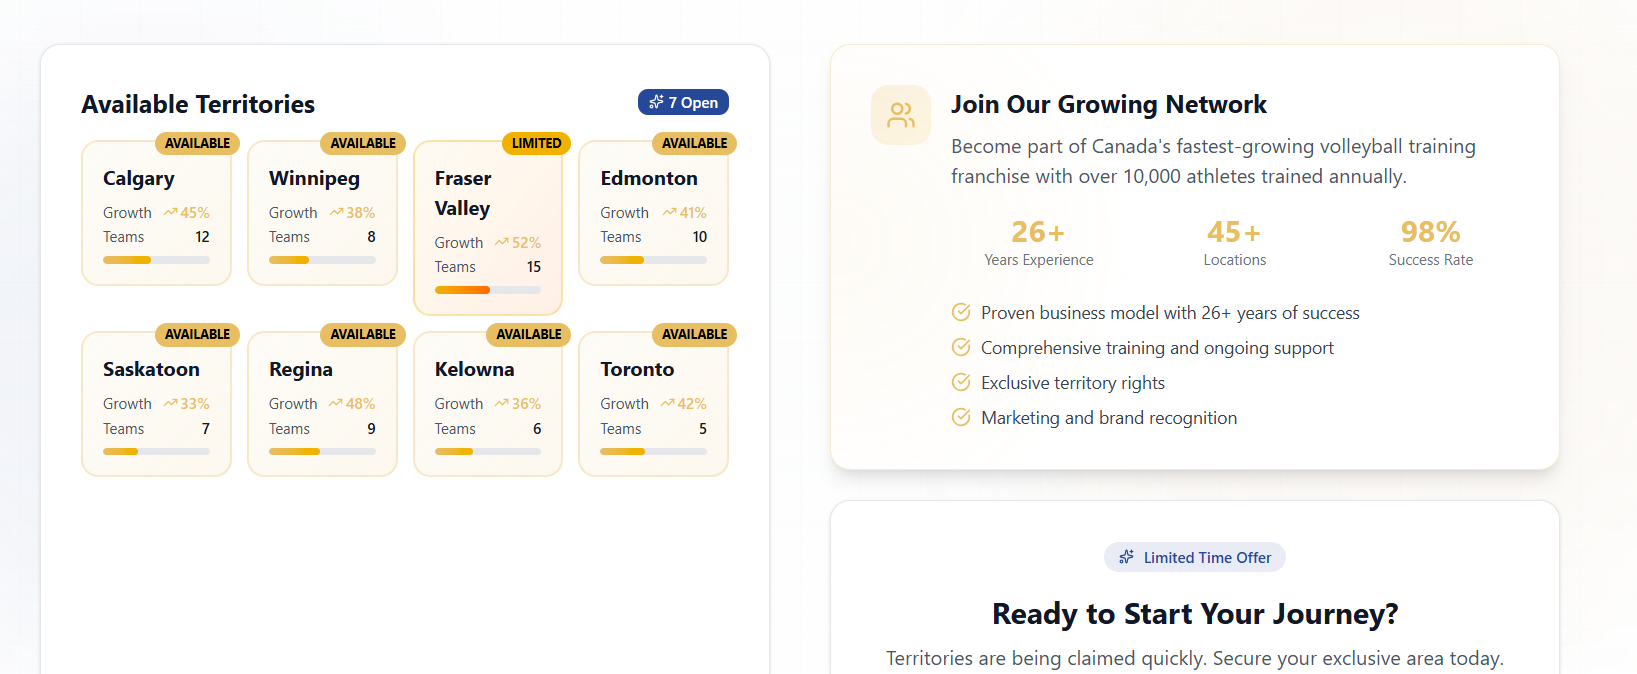 Available Territories
7 Open
AVAILABLE
Calgary
Growth 45%
Teams 12
AVAILABLE
Winnipeg
Growth 38%
Teams 8
LIMITED
Fraser
Valley
Growth 52%
Teams 15
AVAILABLE
Edmonton
Growth 41%
Teams 10
AVAILABLE
Saskatoon
Growth 33%
Teams 7
AVAILABLE
Regina
Growth 48%
Teams 9
AVAILABLE
Kelowna
Growth 36%
Teams 6
AVAILABLE
Toronto
Growth 42%
Teams 5
Join Our Growing Network
Become part of Canada's fastest-growing volleyball training
franchise with over 10,000 athletes trained annually.
26+
Years Experience
45+
Locations
98%
Success Rate
Proven business model with 26+ years of success
Comprehensive training and ongoing support
Exclusive territory rights
Marketing and brand recognition
Limited Time Offer
Ready to Start Your Journey?
Territories are being claimed quickly. Secure your exclusive area today.